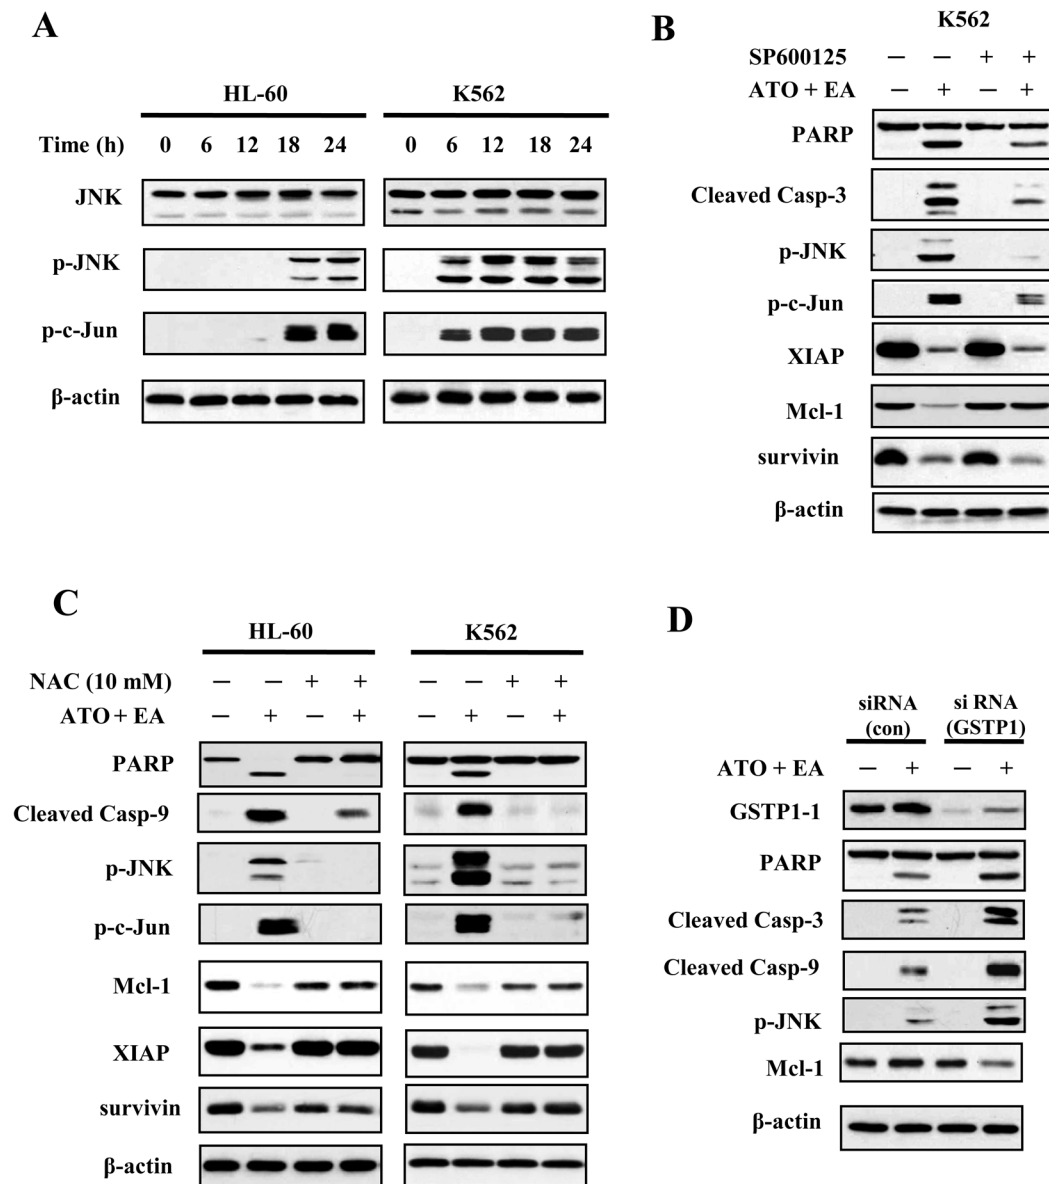 A
HL-60 K562
Time (h) 0 6 12 18 24 0 6 12 18 24
JNK
p-JNK
p-c-Jun
β-actin
B
K562
SP600125 – – + +
ATO + EA – + – +
PARP
Cleaved Casp-3
p-JNK
p-c-Jun
XIAP
Mcl-1
survivin
β-actin
C
HL-60 K562
NAC (10 mM) – – + + – – + +
ATO + EA – + – + – + – +
PARP
Cleaved Casp-9
p-JNK
p-c-Jun
Mcl-1
XIAP
survivin
β-actin
D
siRNA si RNA
(con) (GSTP1)
ATO + EA – + – +
GSTP1-1
PARP
Cleaved Casp-3
Cleaved Casp-9
p-JNK
Mcl-1
β-actin